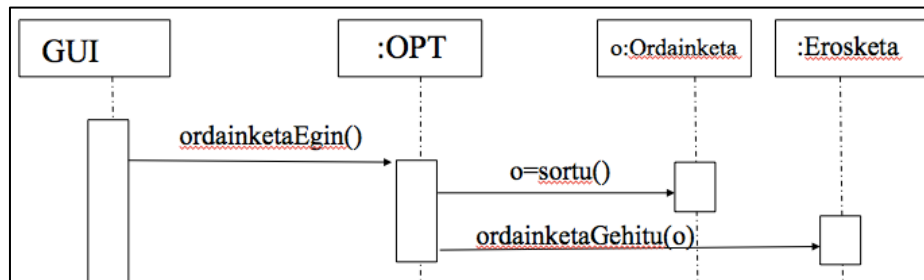 GUI
:OPT
o:Ordainketa
:Erosketa
ordainketaEgin()
o=sortu()
ordainketaGehitu(o)